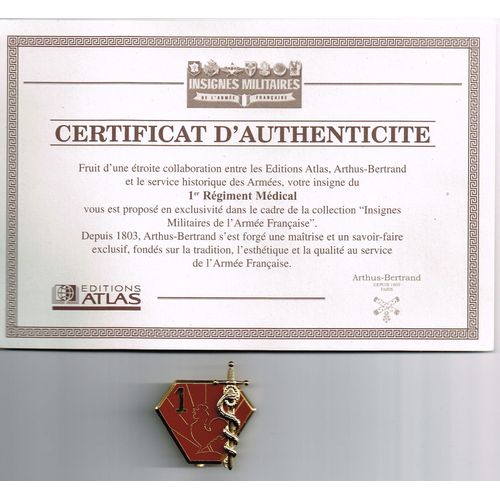 INSIGNES MILITAIRES
DE L'ARMÉE FRANÇAISE
CERTIFICAT D'AUTHENTICITE
Fruit d'une étroite collaboration entre les Editions Atlas, Arthus-Bertrand
et le service historique des Armées, votre insigne du
1er Régiment Médical
vous est proposé en exclusivité dans le cadre de la collection "Insignes
Militaires de l'Armée Française".
Depuis 1803, Arthus-Bertrand s'est forgé une maîtrise et un savoir-faire
exclusif, fondés sur la tradition, l'esthétique et la qualité au service
de l'Armée Française.
EDITIONS
ATLAS
Arthus-Bertrand
DEPUIS 1803
PARIS
1